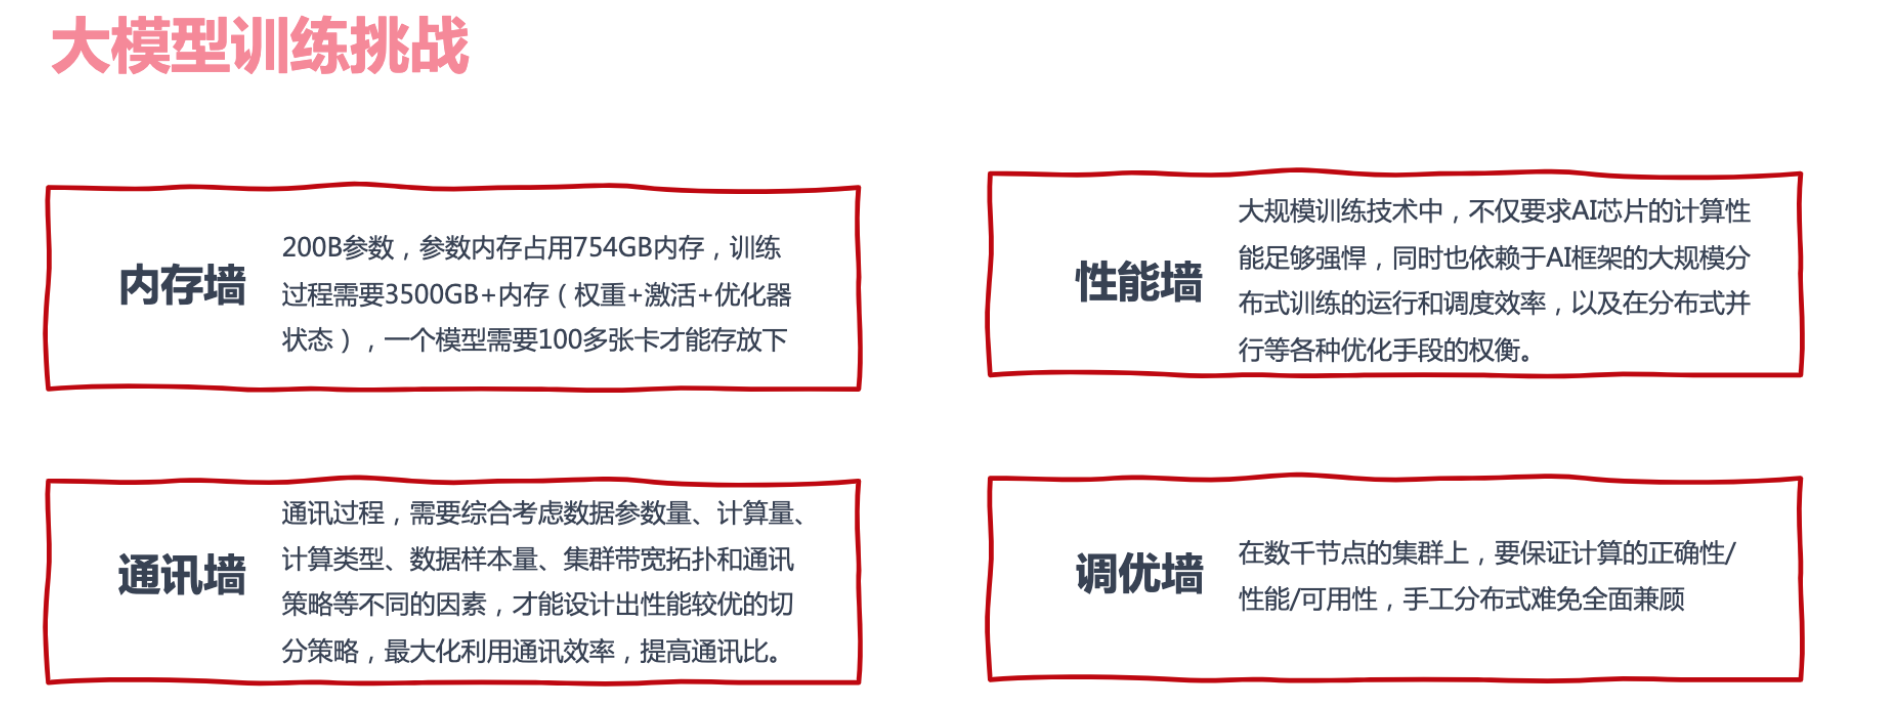 大模型训练挑战
内存墙
200B参数，参数内存占用754GB内存，训练
过程需要3500GB+内存（权重+激活+优化器
状态），一个模型需要100多张卡才能存放下
性能墙
大规模训练技术中，不仅要求AI芯片的计算性
能足够强悍，同时也依赖于AI框架的大规模分
布式训练的运行和调度效率，以及在分布式并
行等各种优化手段的权衡。
通讯墙
通讯过程，需要综合考虑数据参数量、计算量、
计算类型、数据样本量、集群带宽拓扑和通讯
策略等不同的因素，才能设计出性能较优的切
分策略，最大化利用通讯效率，提高通讯比。
调优墙
在数千节点的集群上，要保证计算的正确性/
性能/可用性，手工分布式难免全面兼顾